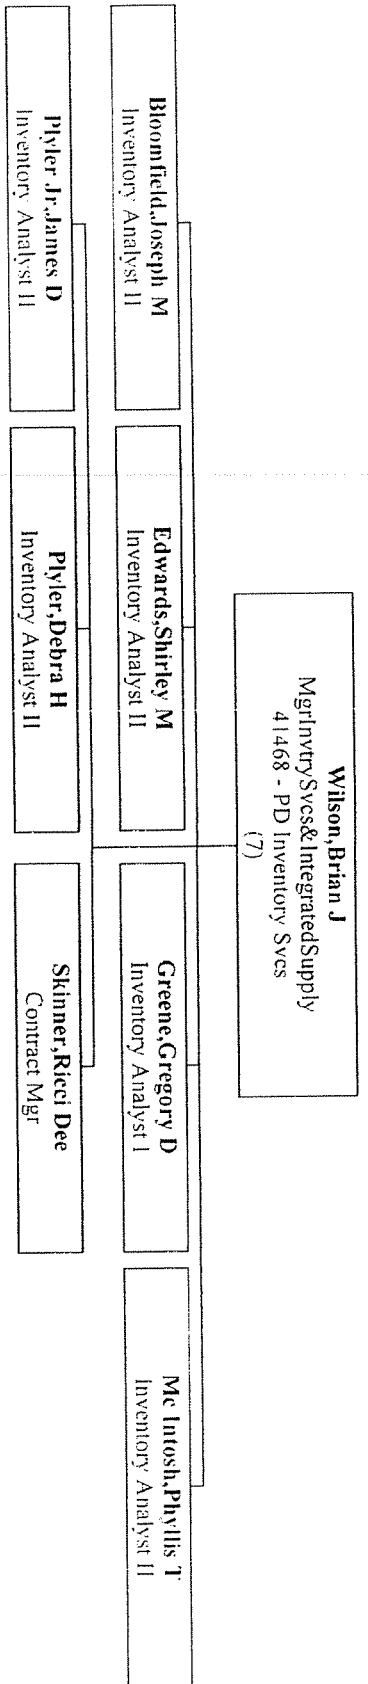 Wilson,Brian J
MgrInvtrySvcs&IntegratedSupply
41468 - PD Inventory Svcs
(7)
Bloomfield,Joseph M
Inventory Analyst II
Edwards,Shirley M
Inventory Analyst II
Greene,Gregory D
Inventory Analyst I
Mc Intosh,Phyllis T
Inventory Analyst II
Plyler Jr,James D
Inventory Analyst II
Plyler,Debra H
Inventory Analyst II
Skinner,Ricci Dee
Contract Mgr